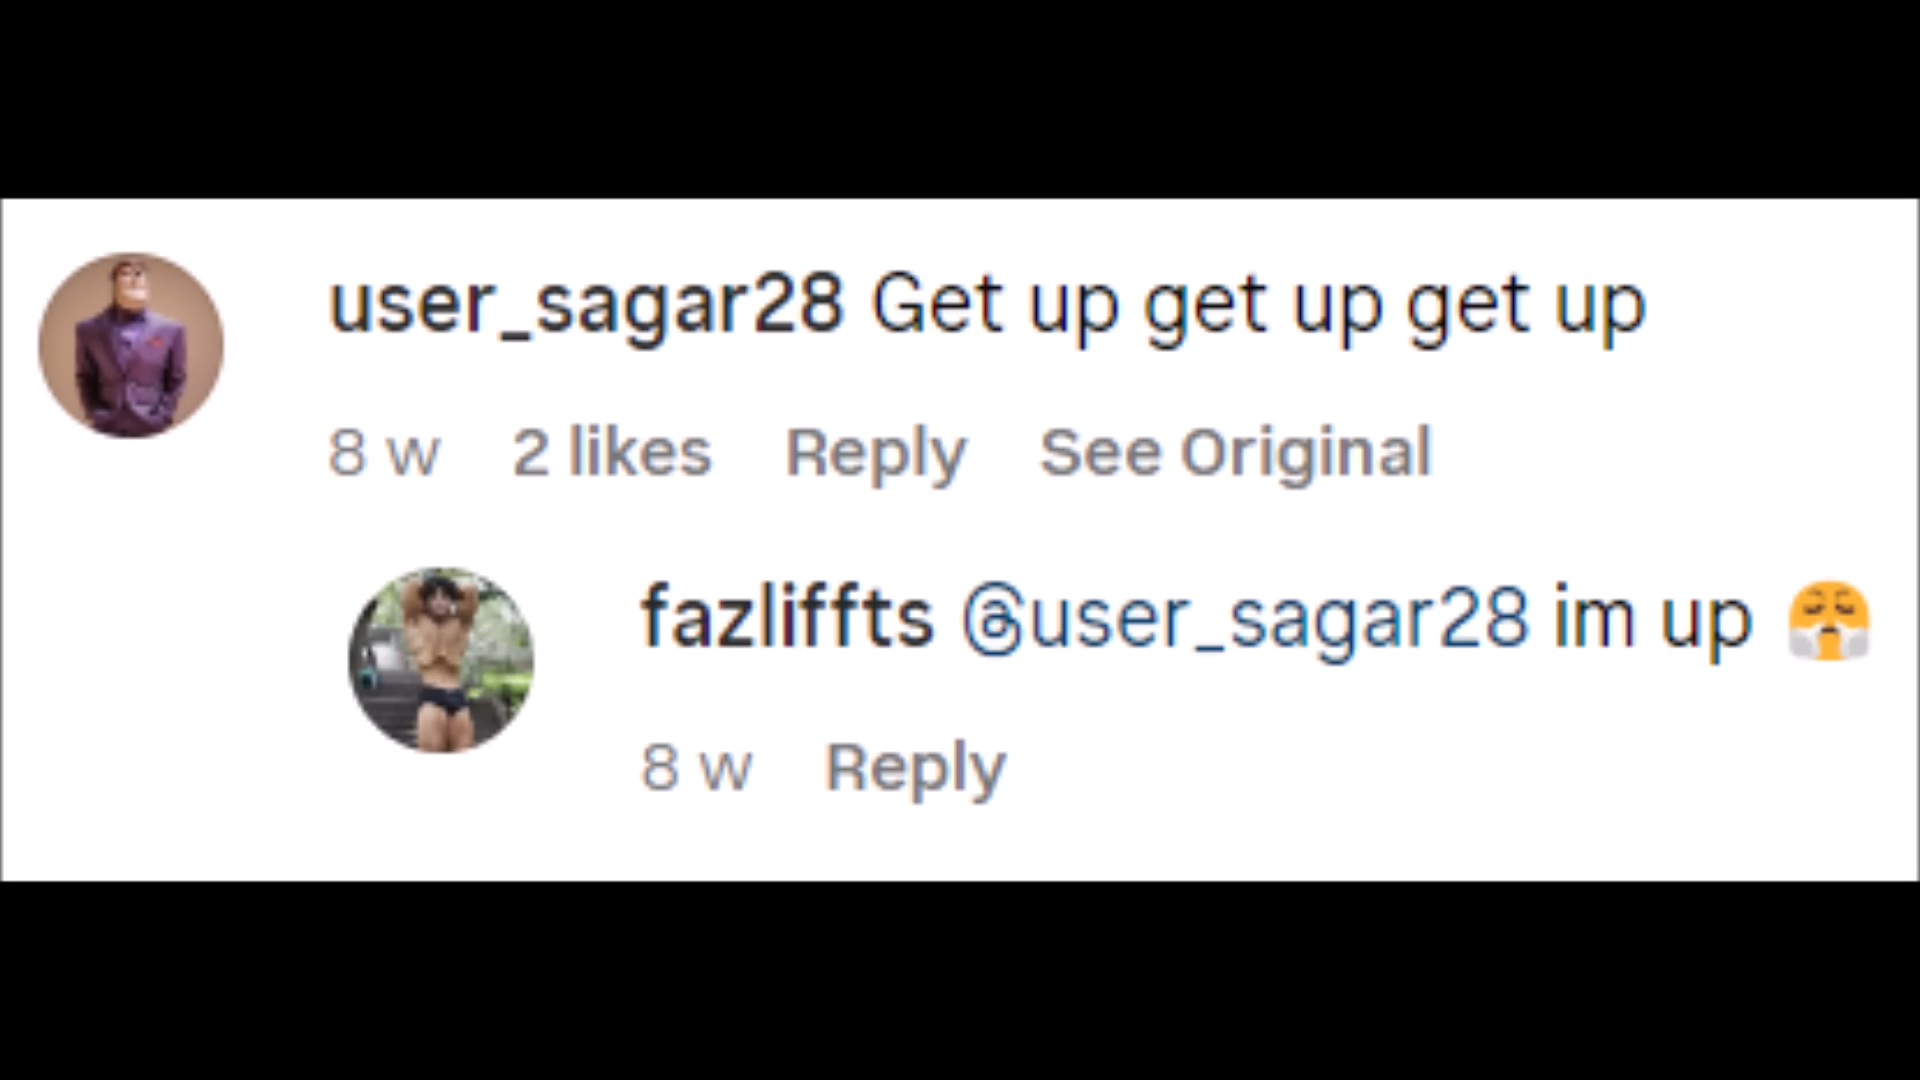 user_sagar28 Get up get up get up
8 w 2 likes Reply See Original
fazliffts @user_sagar28 im up 😤
8 w Reply